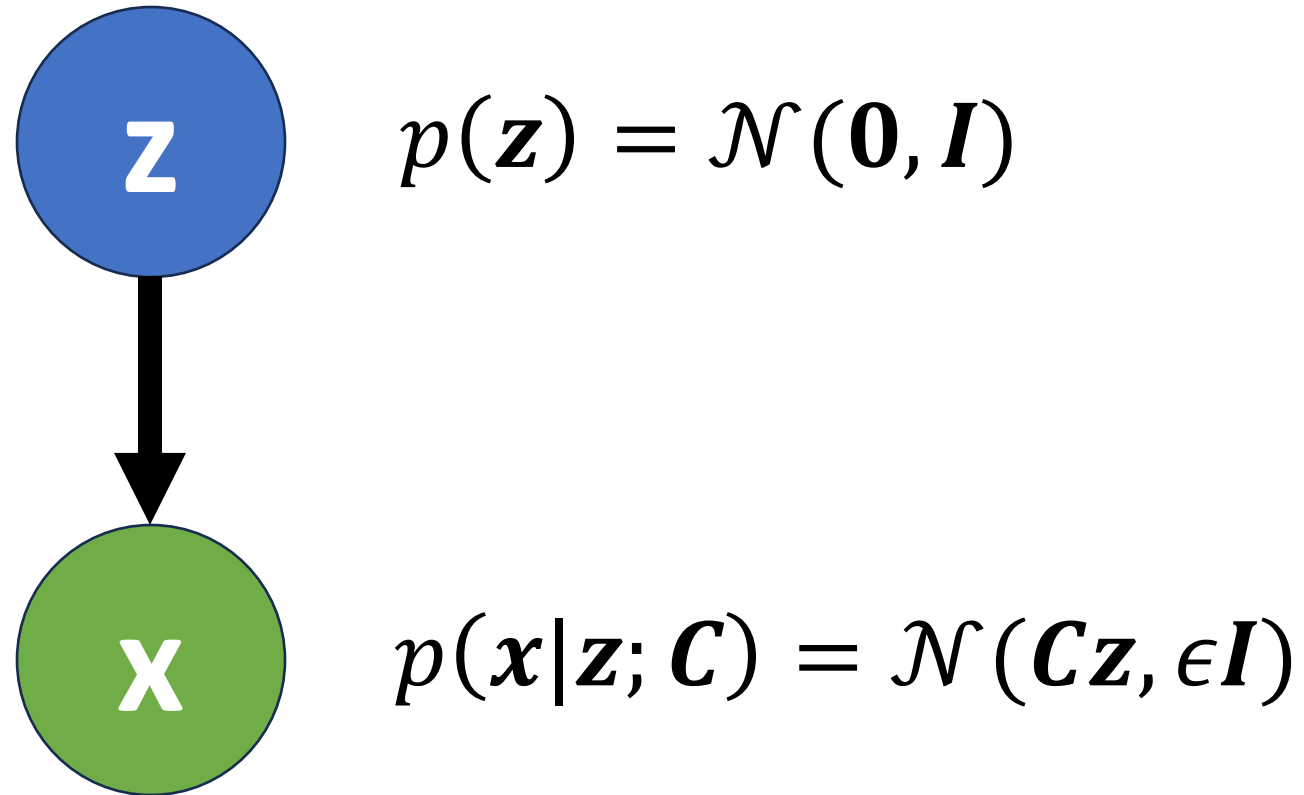 z
p(z) = 𝒩(0, I)
x
p(x|z; C) = 𝒩(Cz, ϵI)